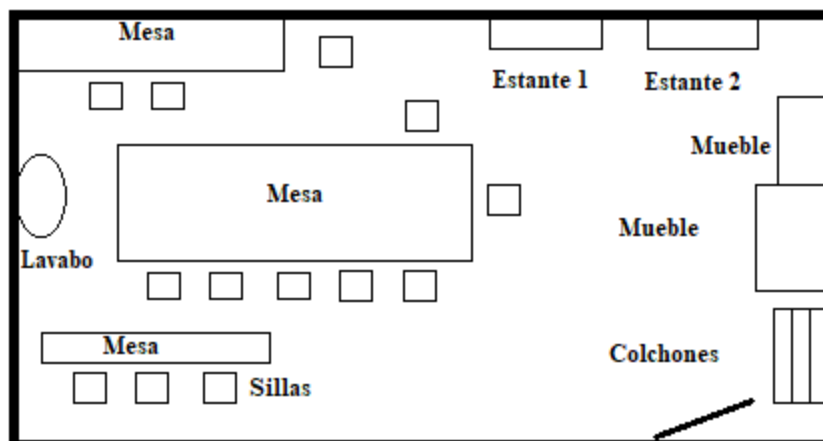 Mesa
Estante 1
Estante 2
Mueble
Mesa
Mueble
Lavabo
Mesa
Colchones
Sillas